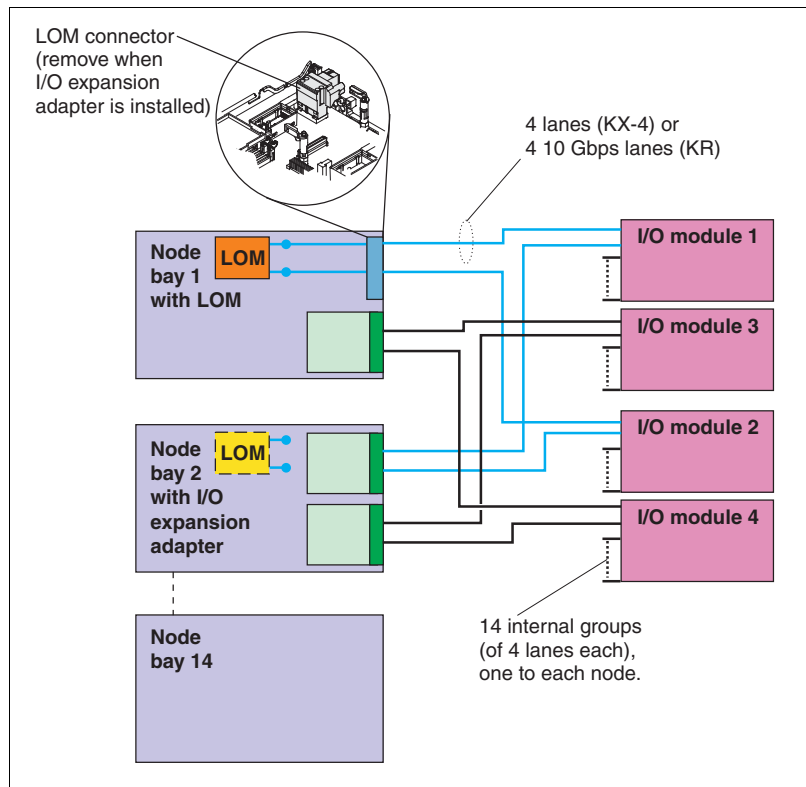 LOM connector
(remove when
I/O expansion
adapter is installed)
4 lanes (KX-4) or
4 10 Gbps lanes (KR)
Node
bay 1
with LOM
LOM
I/O module 1
I/O module 3
Node
bay 2
with I/O
expansion
adapter
LOM
I/O module 2
I/O module 4
Node
bay 14
14 internal groups
(of 4 lanes each),
one to each node.